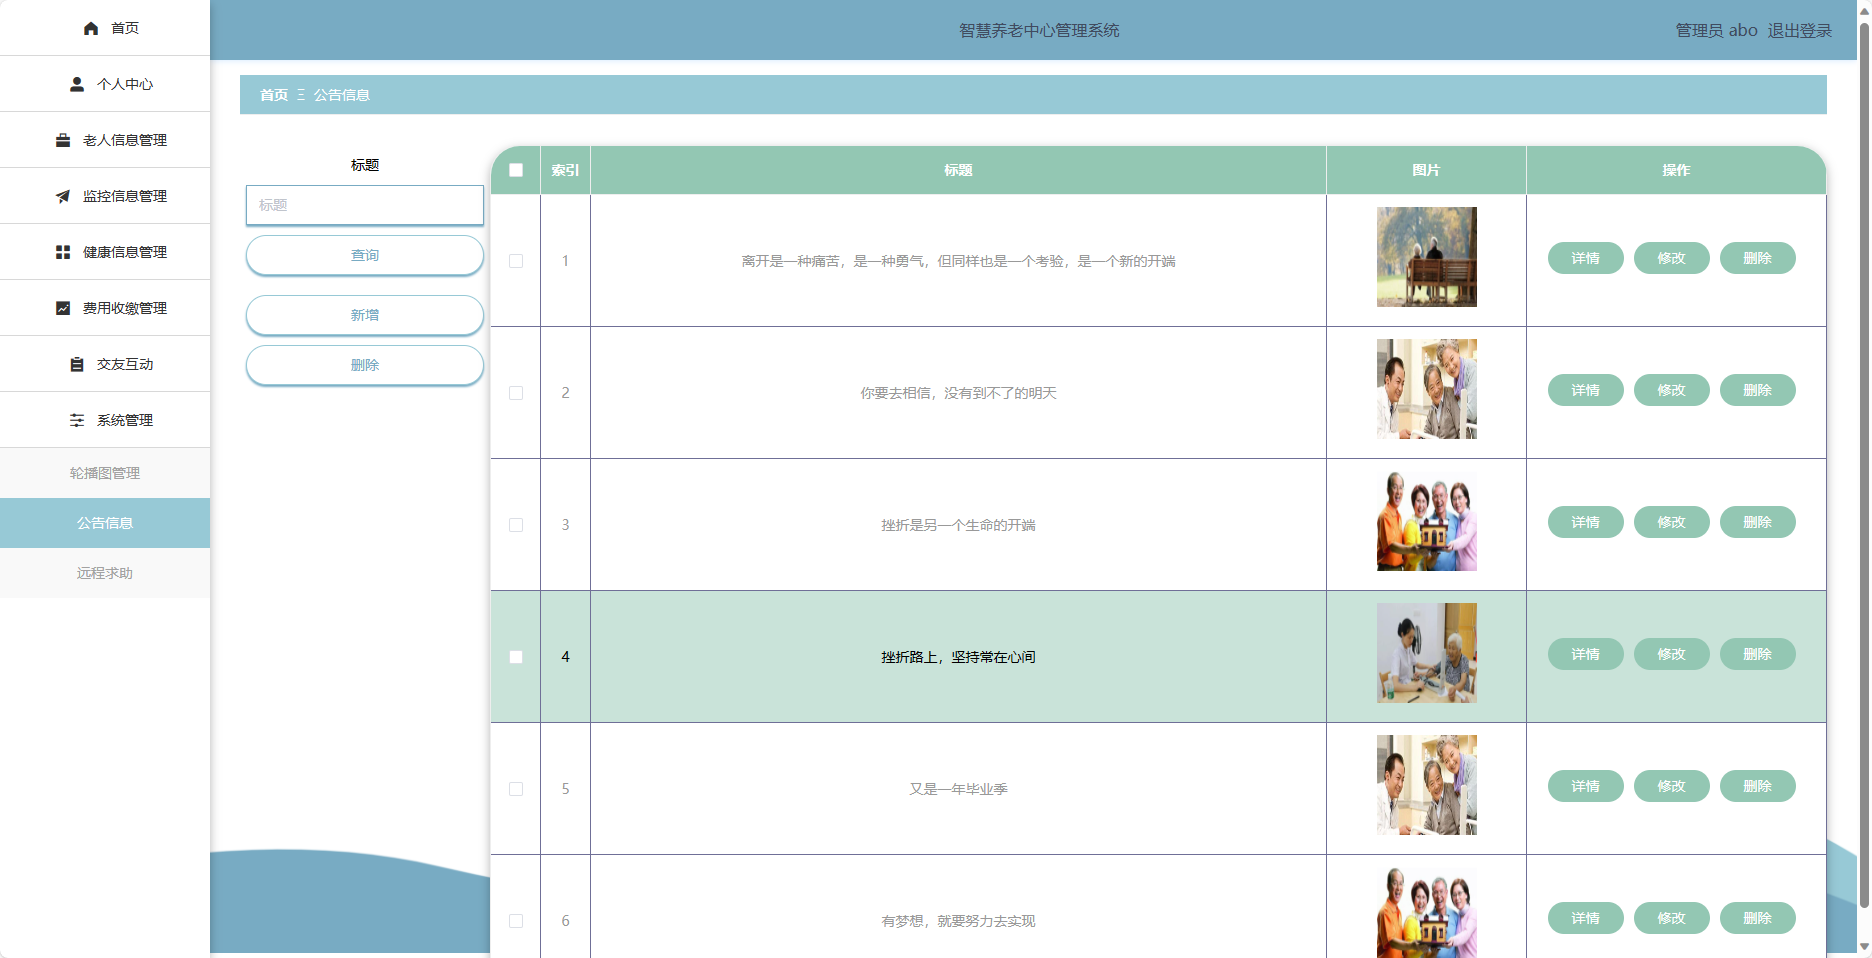 首页
个人中心
老人信息管理
监控信息管理
健康信息管理
费用收缴管理
交友互动
系统管理
轮播图管理
公告信息
远程求助
智慧养老中心管理系统
管理员 abo 退出登录
首页 Ξ 公告信息
标题
标题
查询
新增
删除
索引 标题 图片 操作
1 离开是一种痛苦，是一种勇气，但同样也是一个考验，是一个新的开端 详情 修改 删除
2 你要去相信，没有到不了的明天 详情 修改 删除
3 挫折是另一个生命的开端 详情 修改 删除
4 挫折路上，坚持常在心间 详情 修改 删除
5 又是一年毕业季 详情 修改 删除
6 有梦想，就要努力去实现 详情 修改 删除